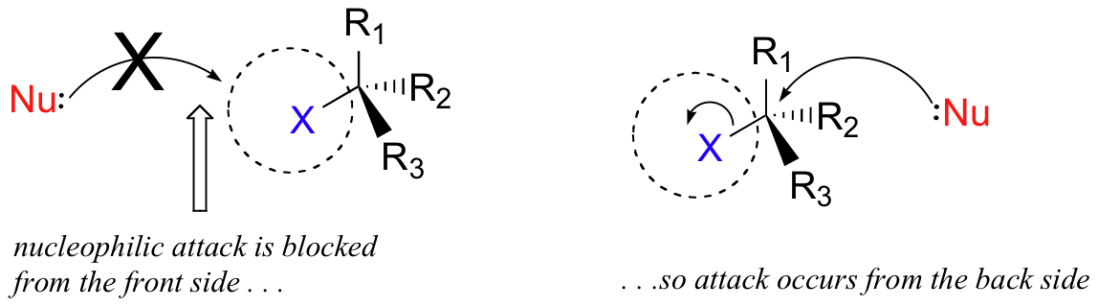 R1
Nu:
X
X
R2
R3
nucleophilic attack is blocked
from the front side . . .
R1
R2
:Nu
X
R3
. . .so attack occurs from the back side